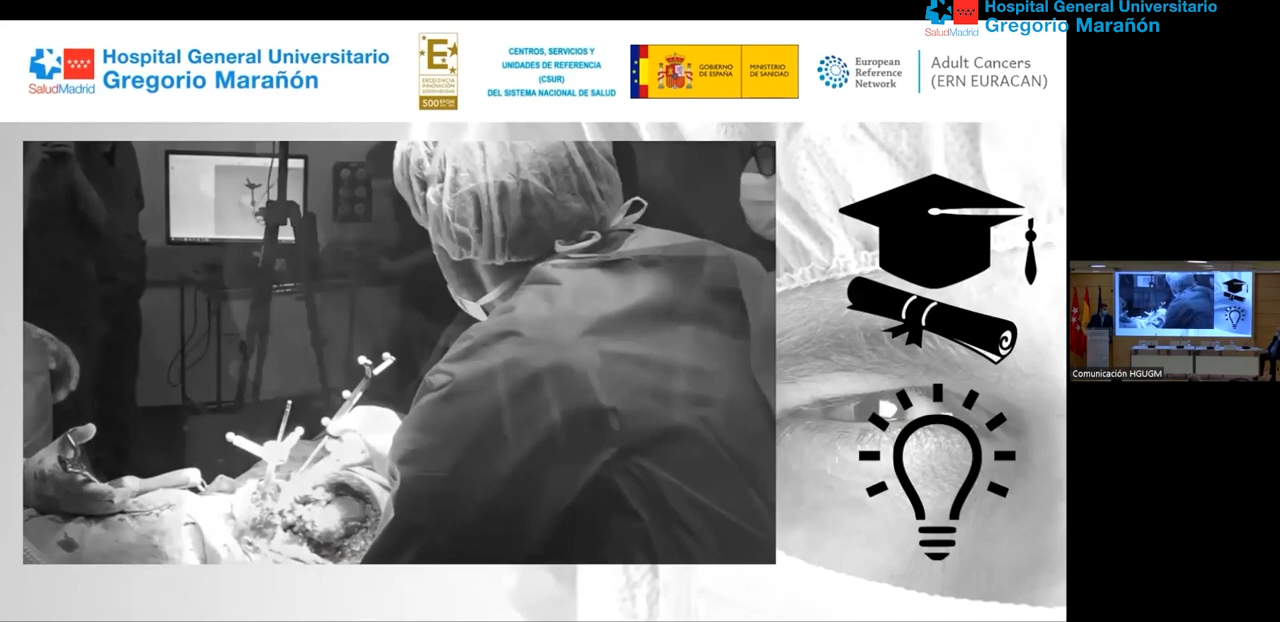 Hospital General Universitario
Gregorio Marañón
SaludMadrid
Hospital General Universitario
Gregorio Marañón
SaludMadrid
E
EXCELENCIA
INNOVACIÓN
SOSTENIBILIDAD
500 EFQM
CENTROS, SERVICIOS Y
UNIDADES DE REFERENCIA
(CSUR)
DEL SISTEMA NACIONAL DE SALUD
GOBIERNO
DE ESPAÑA
MINISTERIO
DE SANIDAD
European
Reference
Network
Adult Cancers
(ERN EURACAN)
Comunicación HGUGM